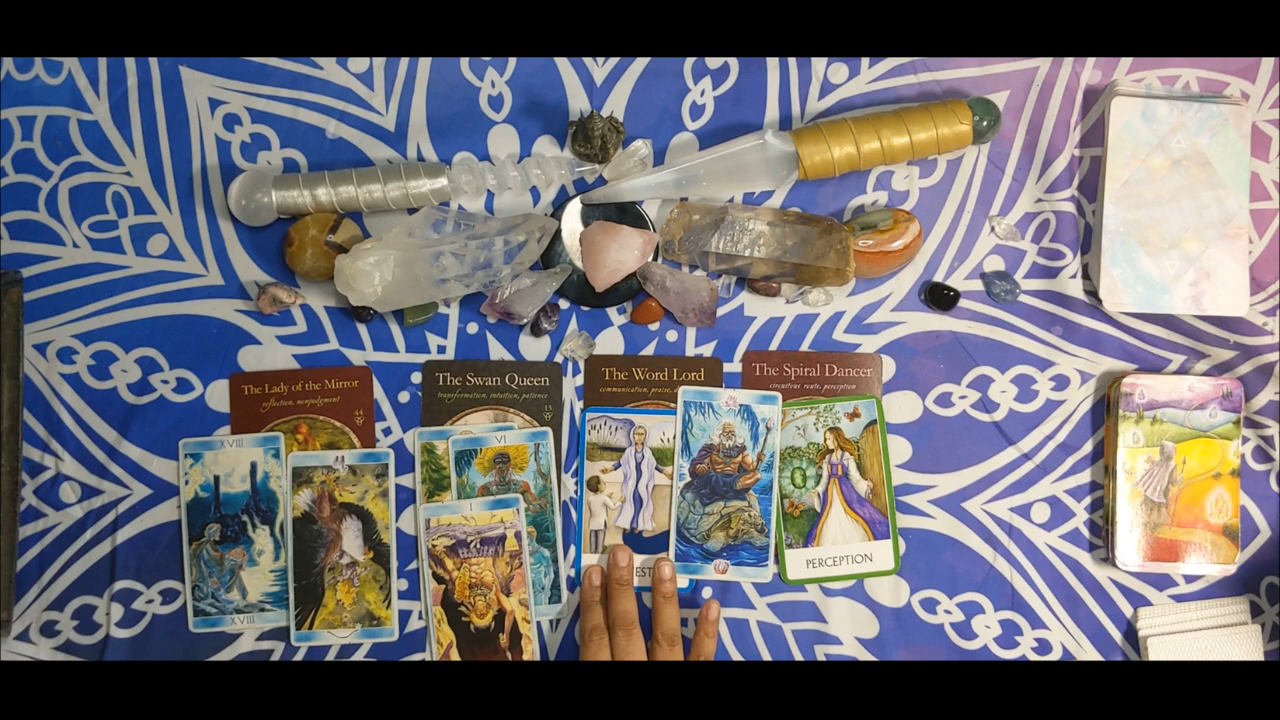 The Lady of the Mirror
reflection, nonjudgment
44
The Swan Queen
transformation, intuition, patience
13
The Word Lord
communication, praise,
The Spiral Dancer
circuitous route, perception
XVIII
XVIII
VI
I
PERCEPTION